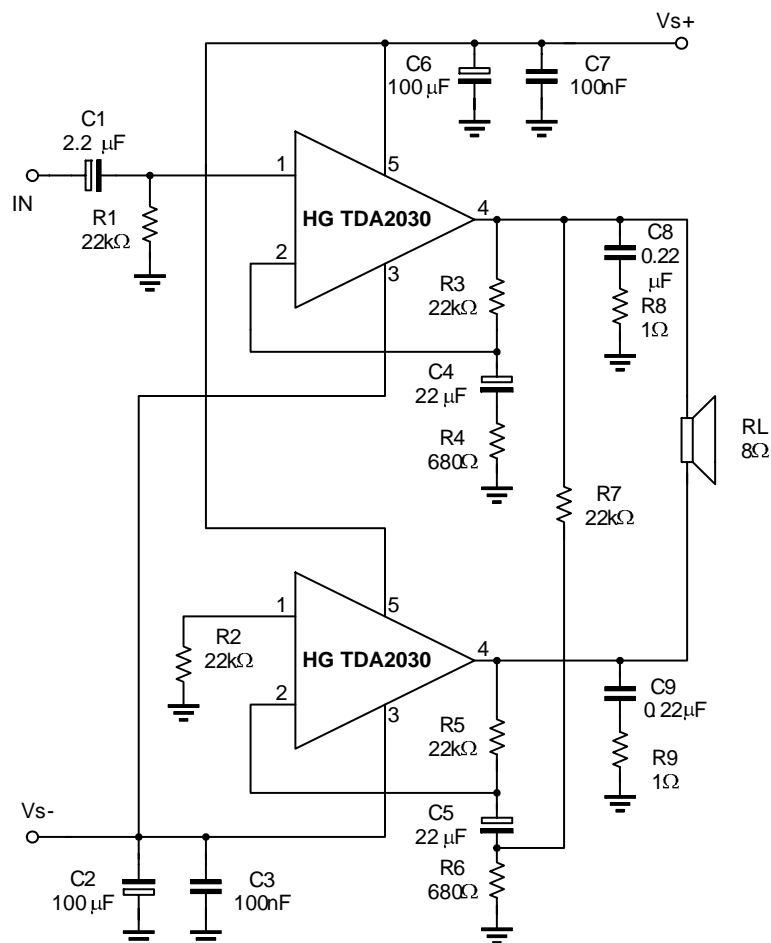 Vs+
C6
100 µF
C7
100nF
C1
2.2 µF
IN
R1
22kΩ
1
5
HG TDA2030
4
2
3
R3
22kΩ
C8
0.22
µF
R8
1Ω
C4
22 µF
R4
680Ω
RL
8Ω
R7
22kΩ
1
5
R2
22kΩ
HG TDA2030
4
2
3
R5
22kΩ
C9
0.22µF
R9
1Ω
Vs-
C5
22 µF
C2
100 µF
C3
100nF
R6
680Ω